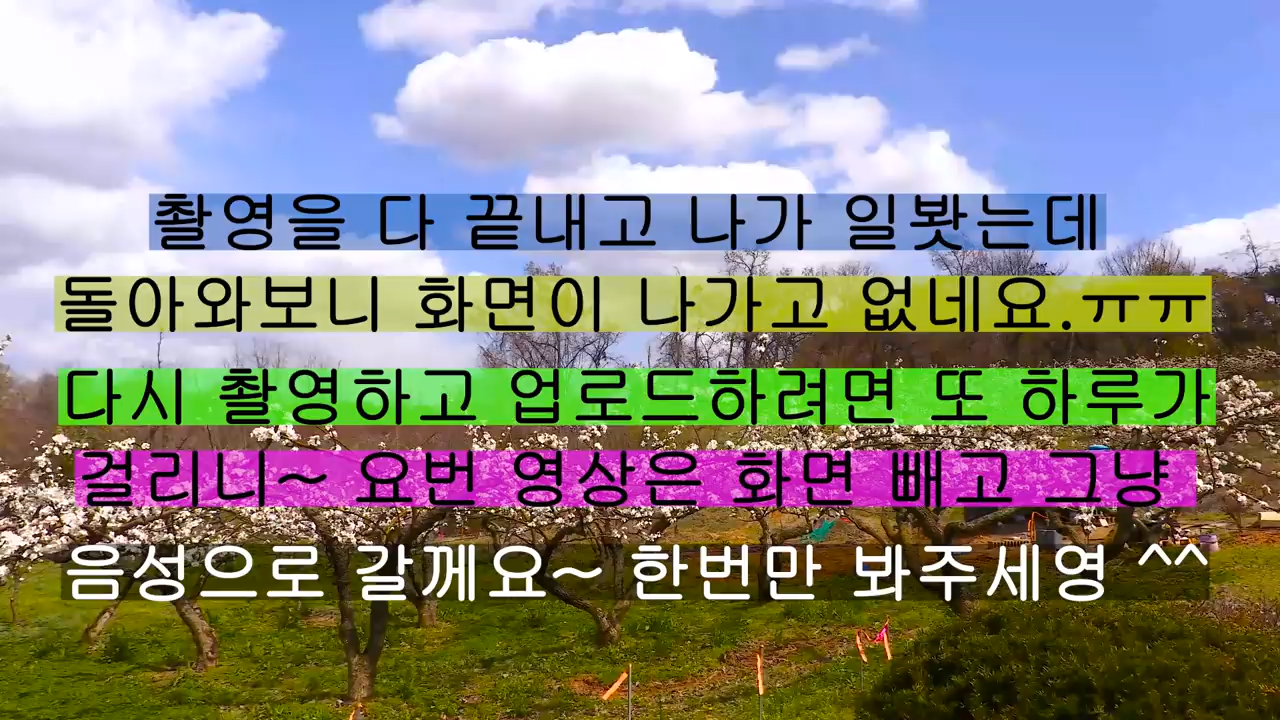 촬영을 다 끝내고 나가 일봣는데
돌아와보니 화면이 나가고 없네요.ㅠㅠ
다시 촬영하고 업로드하려면 또 하루가
걸리니~ 요번 영상은 화면 빼고 그냥
음성으로 갈께요~ 한번만 봐주세영 ^^